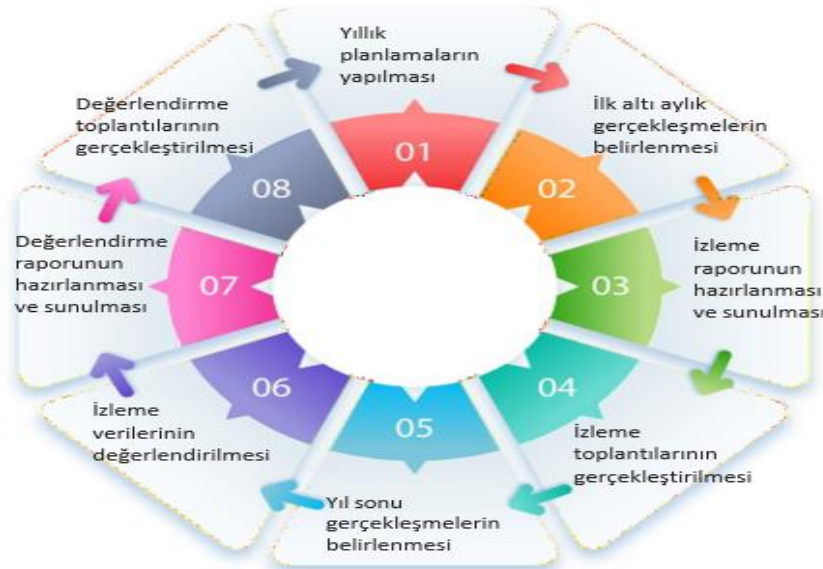 Yıllık
planlamaların
yapılması
01
İlk altı aylık
gerçekleşmelerin
belirlenmesi
02
İzleme
raporunun
hazırlanması
ve sunulması
03
İzleme
toplantılarının
gerçekleştirilmesi
04
Yıl sonu
gerçekleşmelerin
belirlenmesi
05
İzleme
verilerinin
değerlendirilmesi
06
Değerlendirme
raporunun
hazırlanması
ve sunulması
07
Değerlendirme
toplantılarının
gerçekleştirilmesi
08